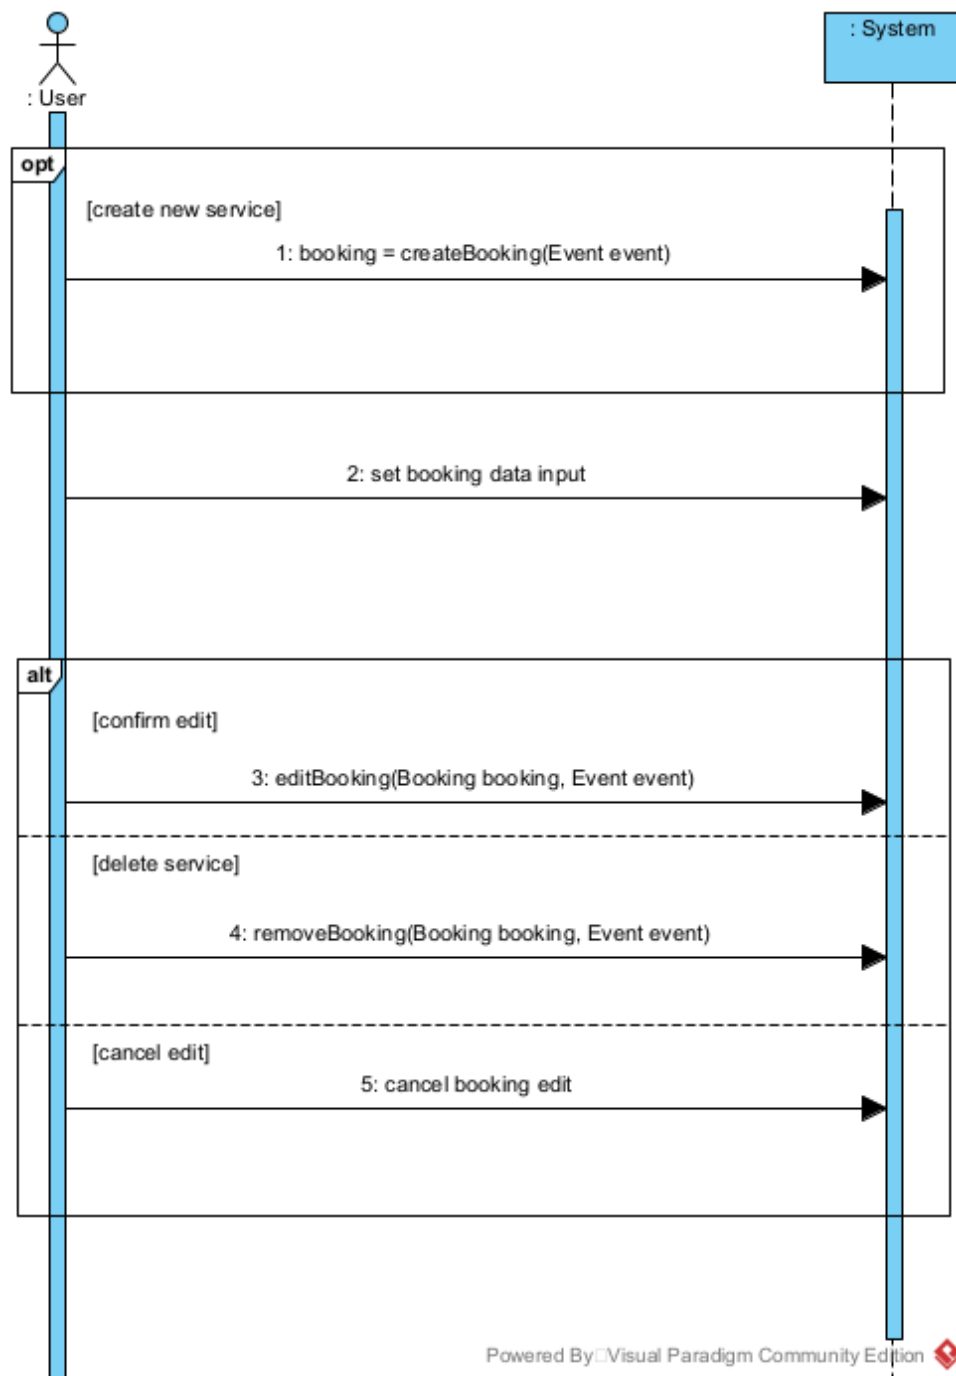 : User
: System
opt
[create new service]
1: booking = createBooking(Event event)
2: set booking data input
alt
[confirm edit]
3: editBooking(Booking booking, Event event)
[delete service]
4: removeBooking(Booking booking, Event event)
[cancel edit]
5: cancel booking edit
Powered By Visual Paradigm Community Edition